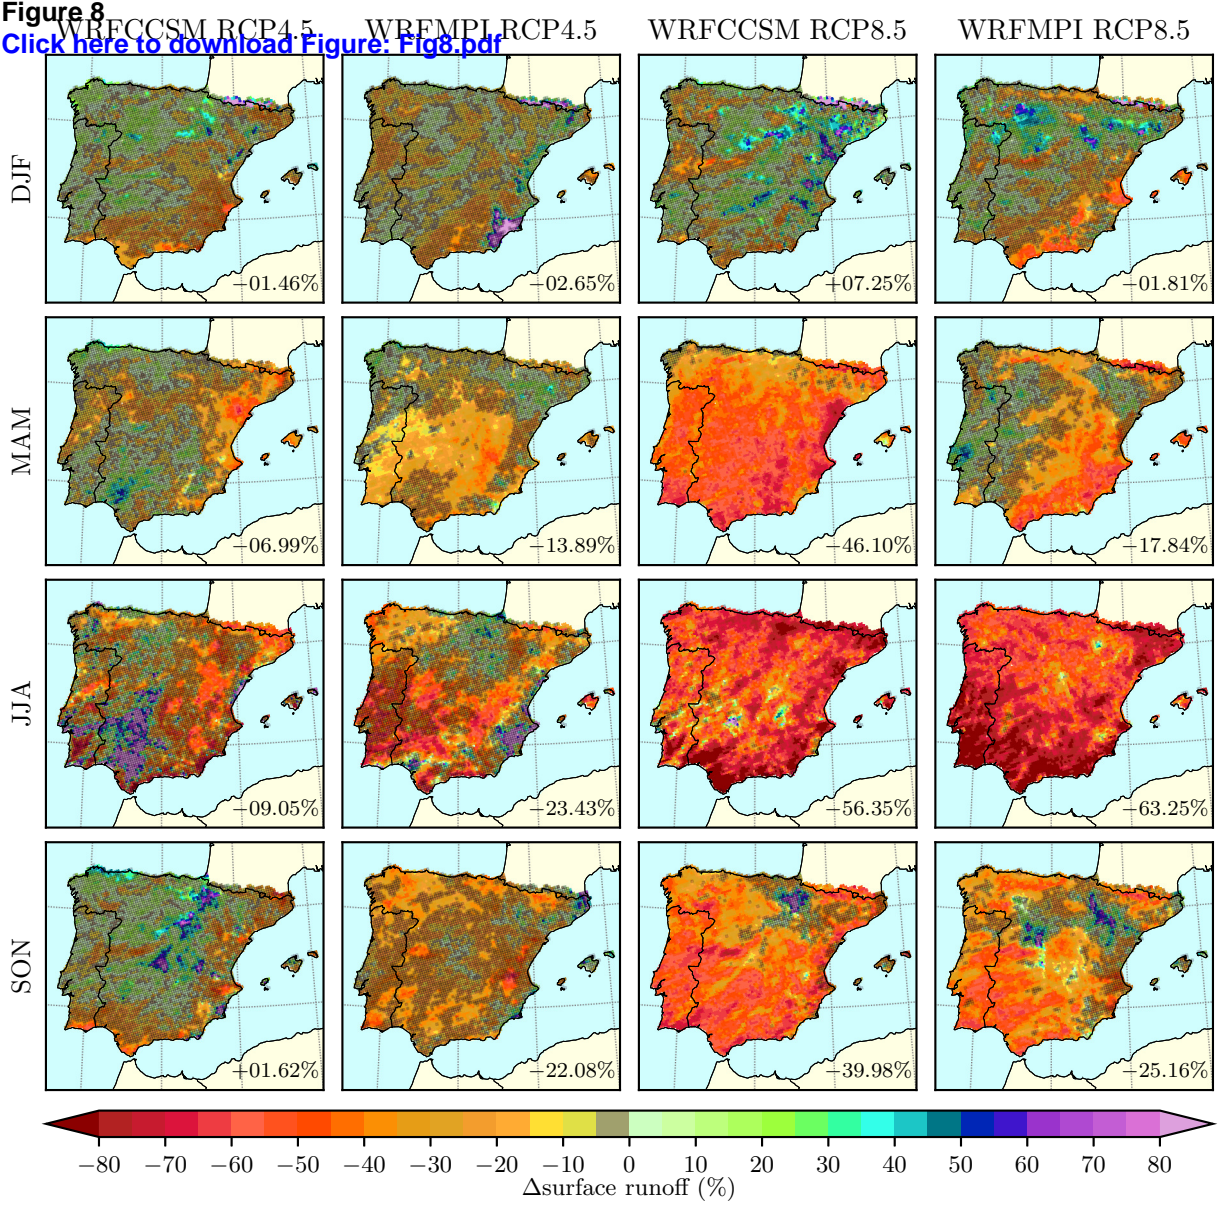 Figure 8
Click here to download Figure: Fig8.pdf
WRFCCSM RCP4.5 WRFMPI RCP4.5 WRFCCSM RCP8.5 WRFMPI RCP8.5
DJF
−01.46% −02.65% +07.25% −01.81%
MAM
−06.99% −13.89% −46.10% −17.84%
JJA
−09.05% −23.43% −56.35% −63.25%
SON
+01.62% −22.08% −39.98% −25.16%
−80 −70 −60 −50 −40 −30 −20 −10 0 10 20 30 40 50 60 70 80
Δsurface runoff (%)